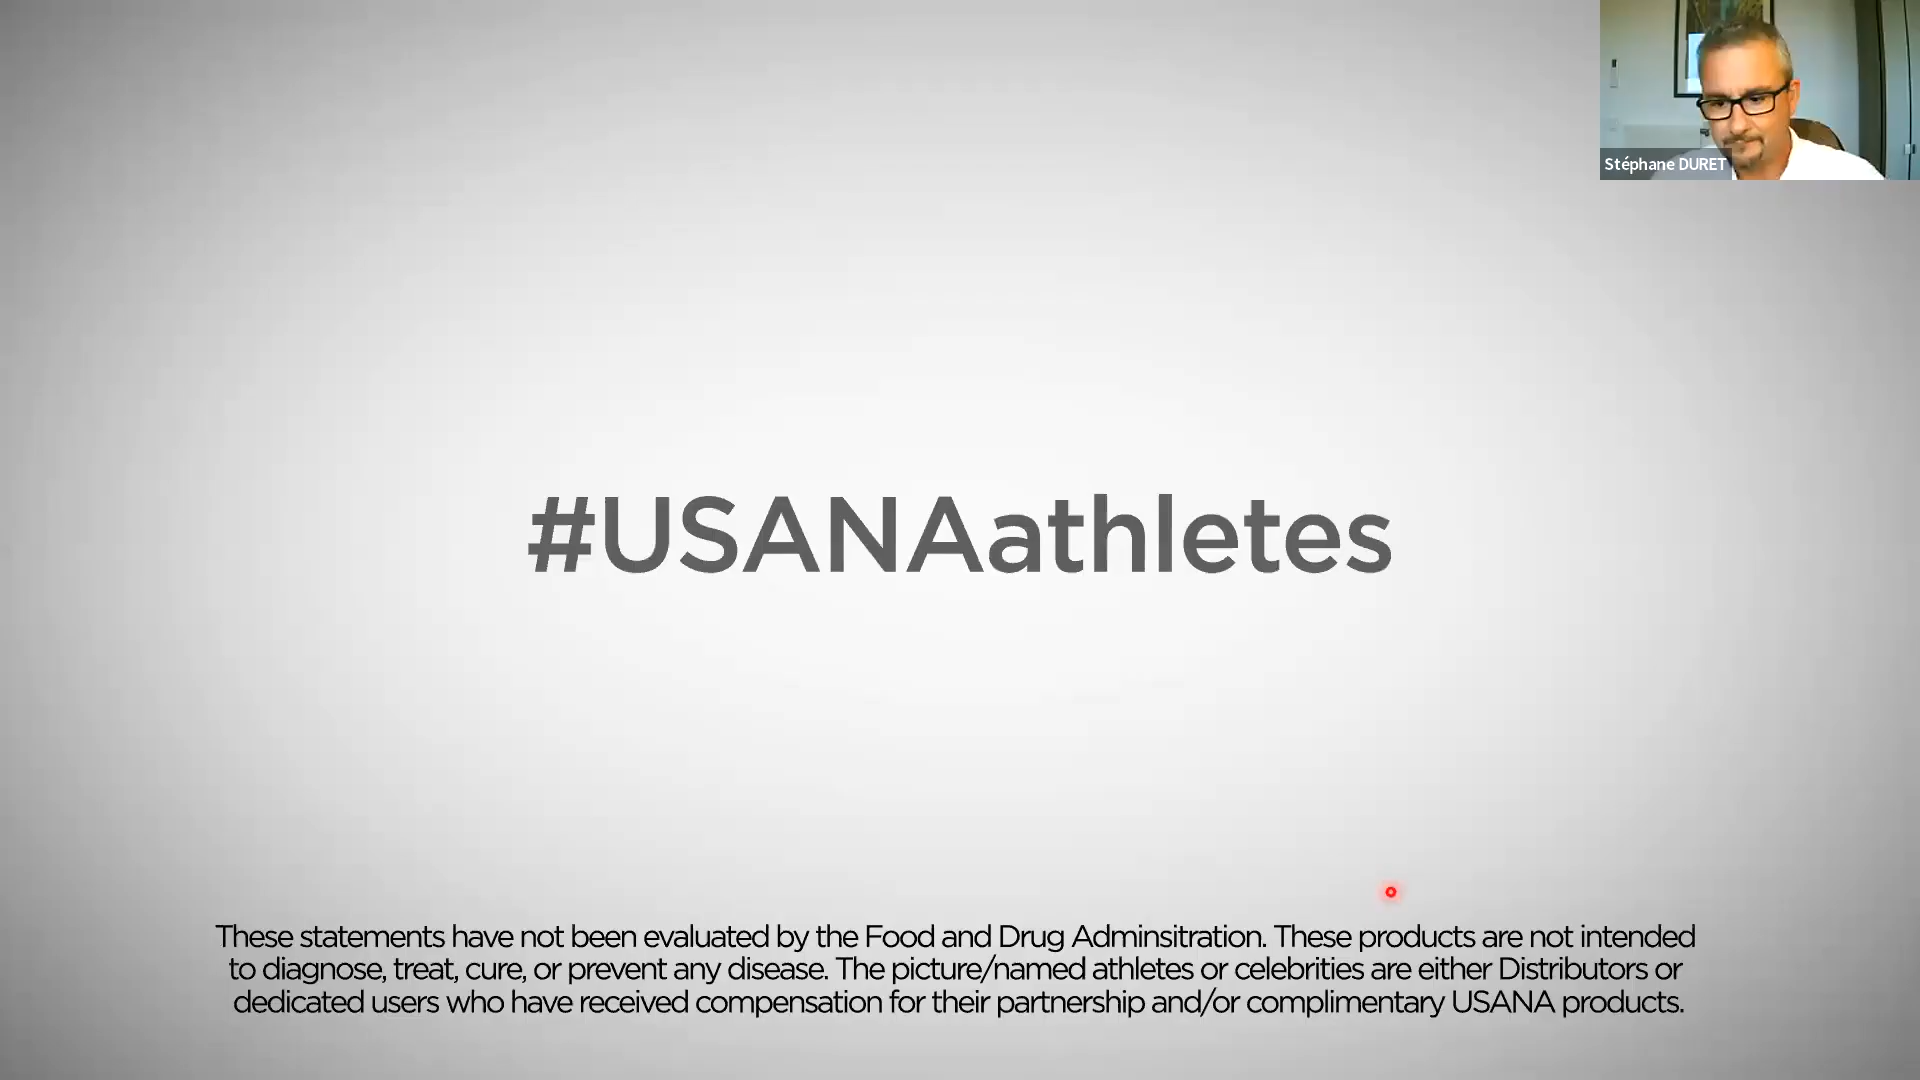 Stéphane DURET
#USANAathletes
These statements have not been evaluated by the Food and Drug Adminsitration. These products are not intended
to diagnose, treat, cure, or prevent any disease. The picture/named athletes or celebrities are either Distributors or
dedicated users who have received compensation for their partnership and/or complimentary USANA products.